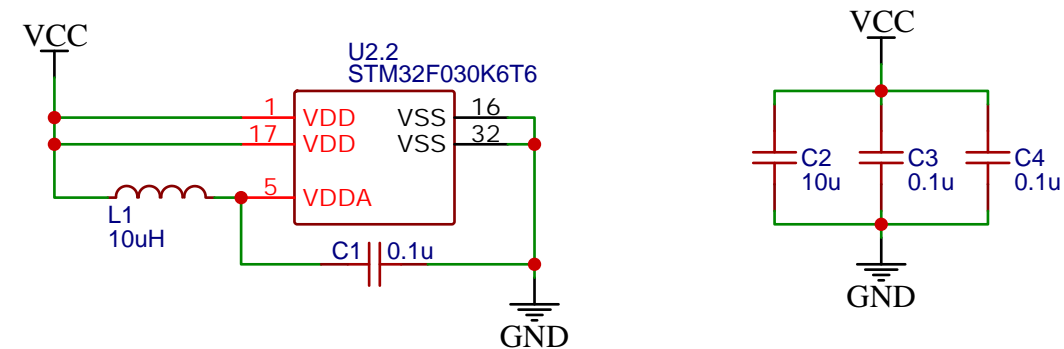 VCC
U2.2
STM32F030K6T6
1 VDD VSS 16
17 VDD VSS 32
5 VDDA
L1
10uH
C1 0.1u
GND
VCC
C2
10u
C3
0.1u
C4
0.1u
GND